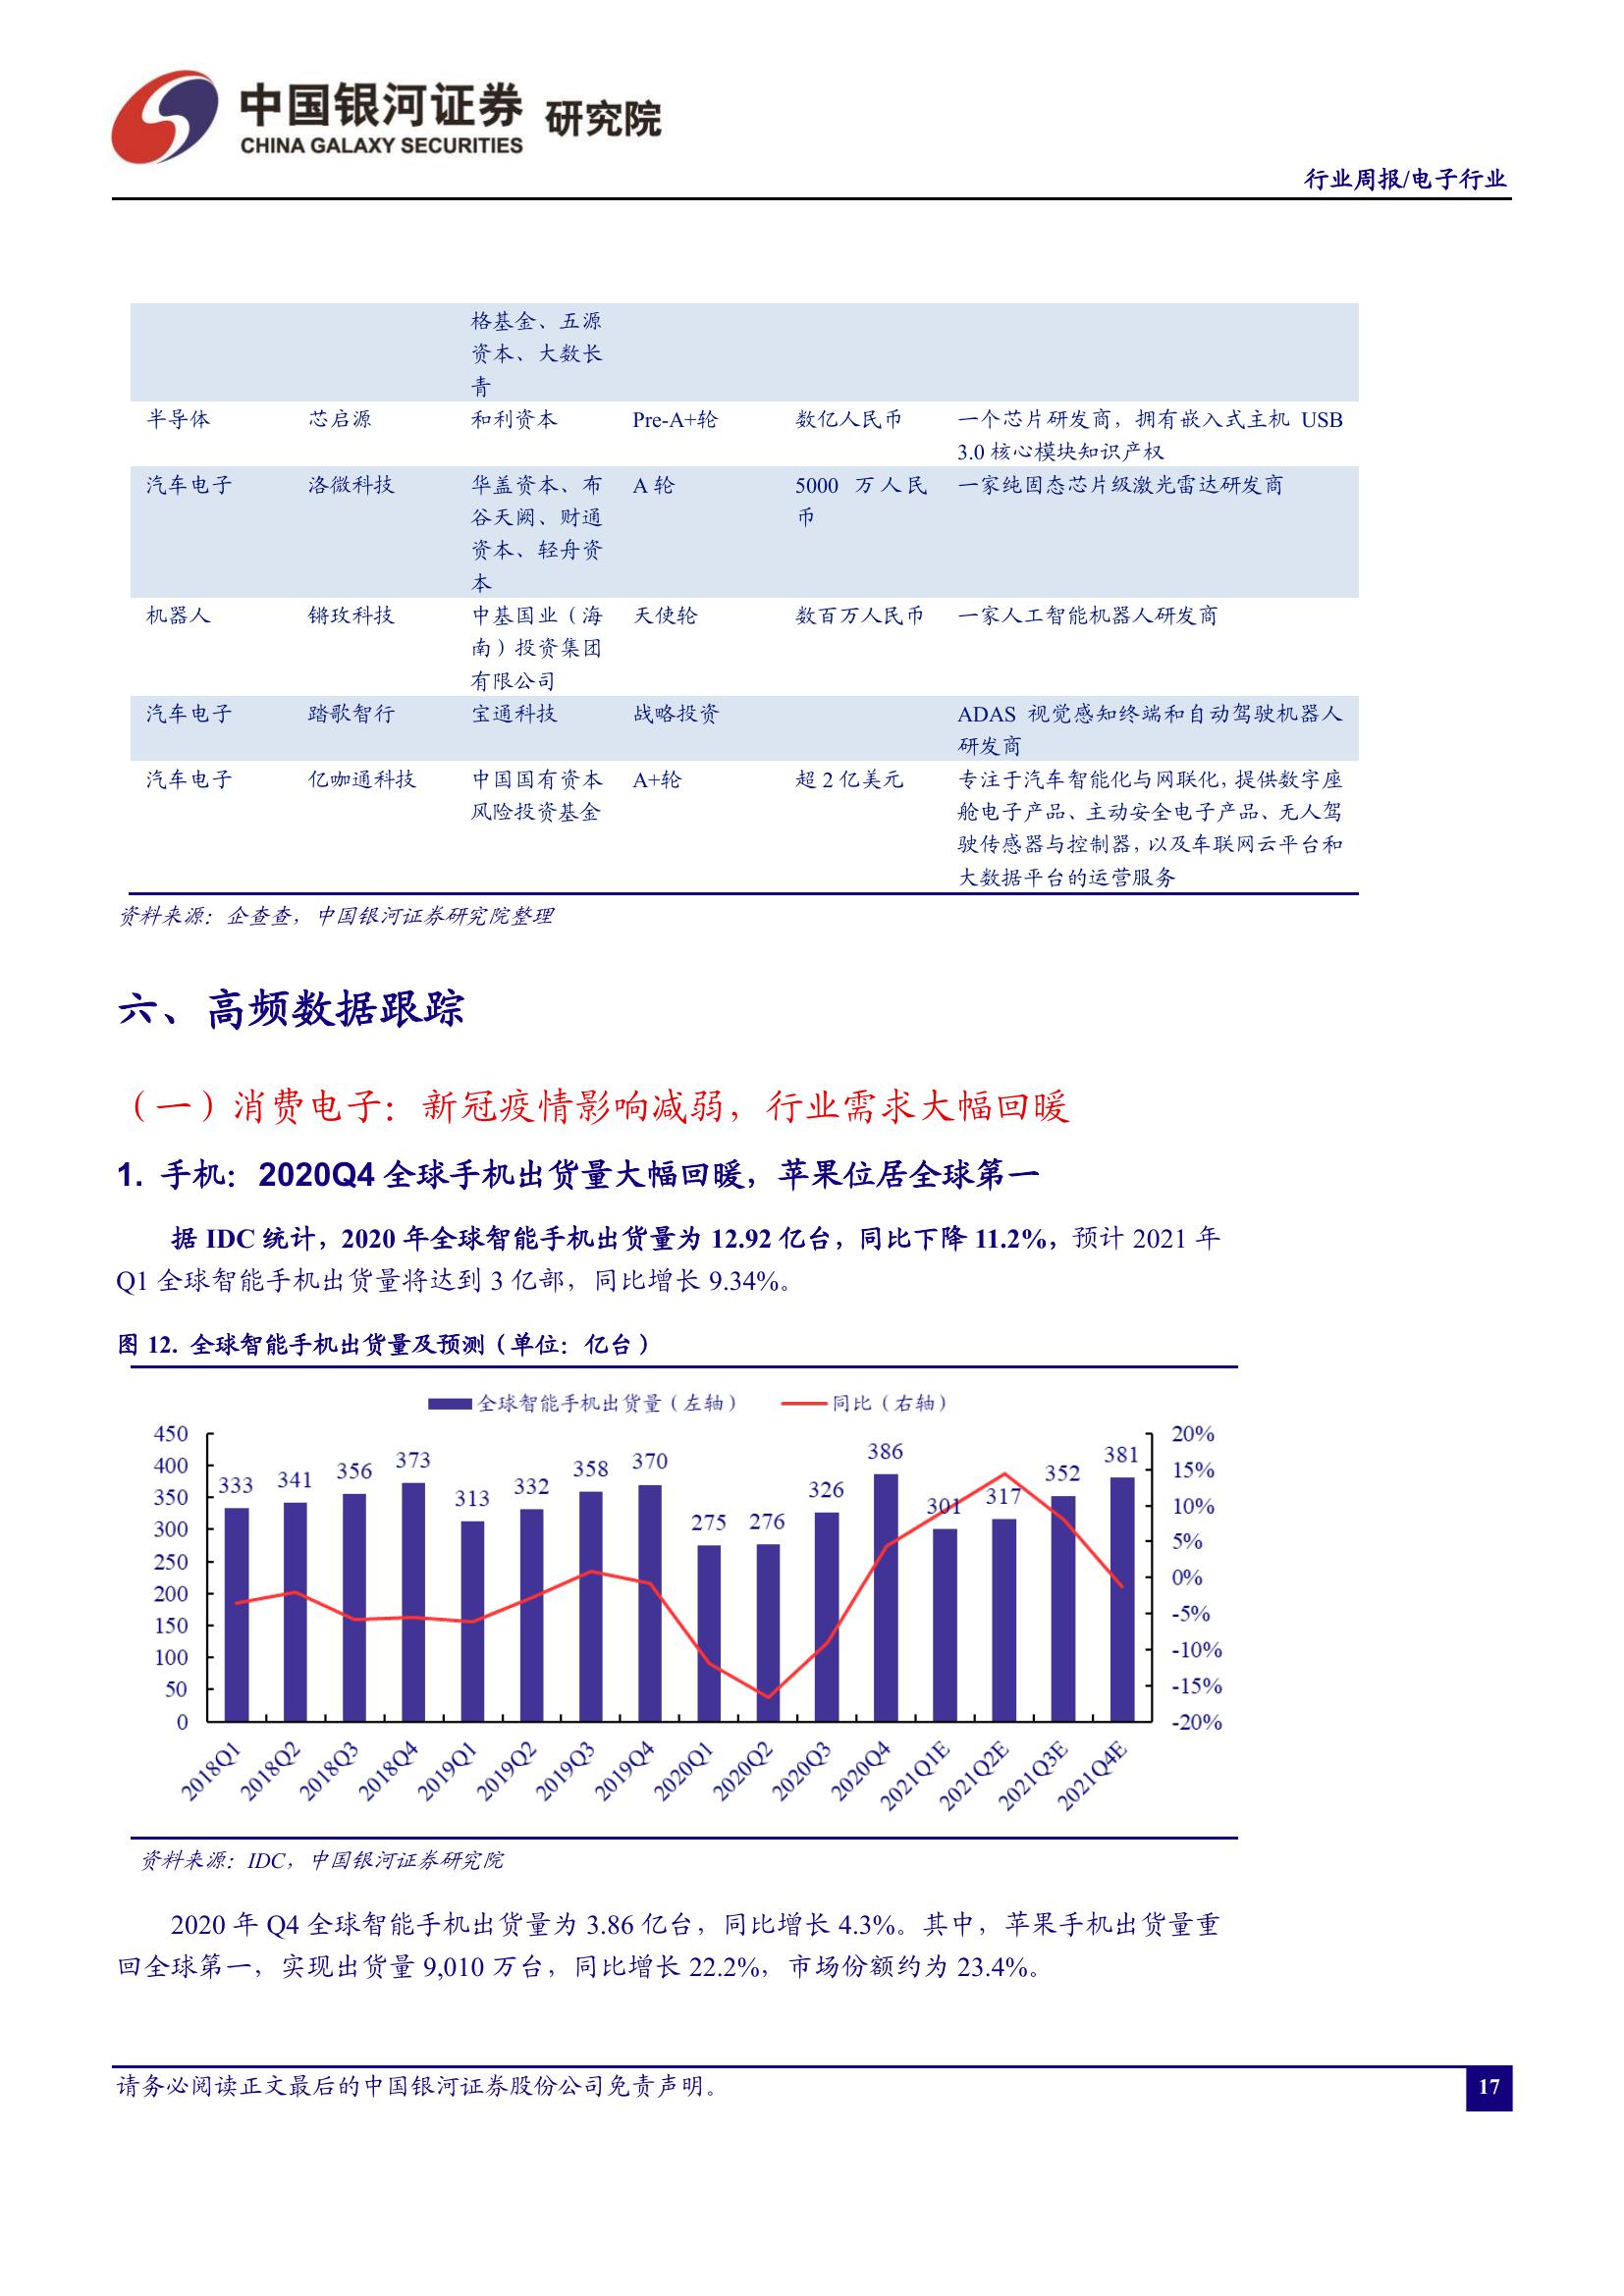 中国银河证券 研究院
CHINA GALAXY SECURITIES
行业周报/电子行业
格基金、五源
资本、大数长
青
半导体 芯启源 和利资本 Pre-A+轮 数亿人民币 一个芯片研发商，拥有嵌入式主机 USB
3.0 核心模块知识产权
汽车电子 洛微科技 华盖资本、布 A 轮 5000 万人民 一家纯固态芯片级激光雷达研发商
谷天阙、财通 币
资本、轻舟资
本
机器人 锵玫科技 中基国业（海 天使轮 数百万人民币 一家人工智能机器人研发商
南）投资集团
有限公司
汽车电子 踏歌智行 宝通科技 战略投资 ADAS 视觉感知终端和自动驾驶机器人
研发商
汽车电子 亿咖通科技 中国国有资本 A+轮 超 2 亿美元 专注于汽车智能化与网联化，提供数字座
风险投资基金 舱电子产品、主动安全电子产品、无人驾
驶传感器与控制器，以及车联网云平台和
大数据平台的运营服务
资料来源：企查查，中国银河证券研究院整理
六、高频数据跟踪
（一）消费电子：新冠疫情影响减弱，行业需求大幅回暖
1. 手机：2020Q4 全球手机出货量大幅回暖，苹果位居全球第一
据 IDC 统计，2020 年全球智能手机出货量为 12.92 亿台，同比下降 11.2%，预计 2021 年
Q1 全球智能手机出货量将达到 3 亿部，同比增长 9.34%。
图 12. 全球智能手机出货量及预测（单位：亿台）
全球智能手机出货量（左轴） 同比（右轴）
450 400 350 300 250 200 150 100 50 0
333 341 356 373 313 332 358 370 275 276 326 386 301 317 352 381
20% 15% 10% 5% 0% -5% -10% -15% -20%
2018Q1 2018Q2 2018Q3 2018Q4 2019Q1 2019Q2 2019Q3 2019Q4 2020Q1 2020Q2 2020Q3 2020Q4 2021Q1E 2021Q2E 2021Q3E 2021Q4E
资料来源：IDC，中国银河证券研究院
2020 年 Q4 全球智能手机出货量为 3.86 亿台，同比增长 4.3%。其中，苹果手机出货量重
回全球第一，实现出货量 9,010 万台，同比增长 22.2%，市场份额约为 23.4%。
请务必阅读正文最后的中国银河证券股份公司免责声明。
17